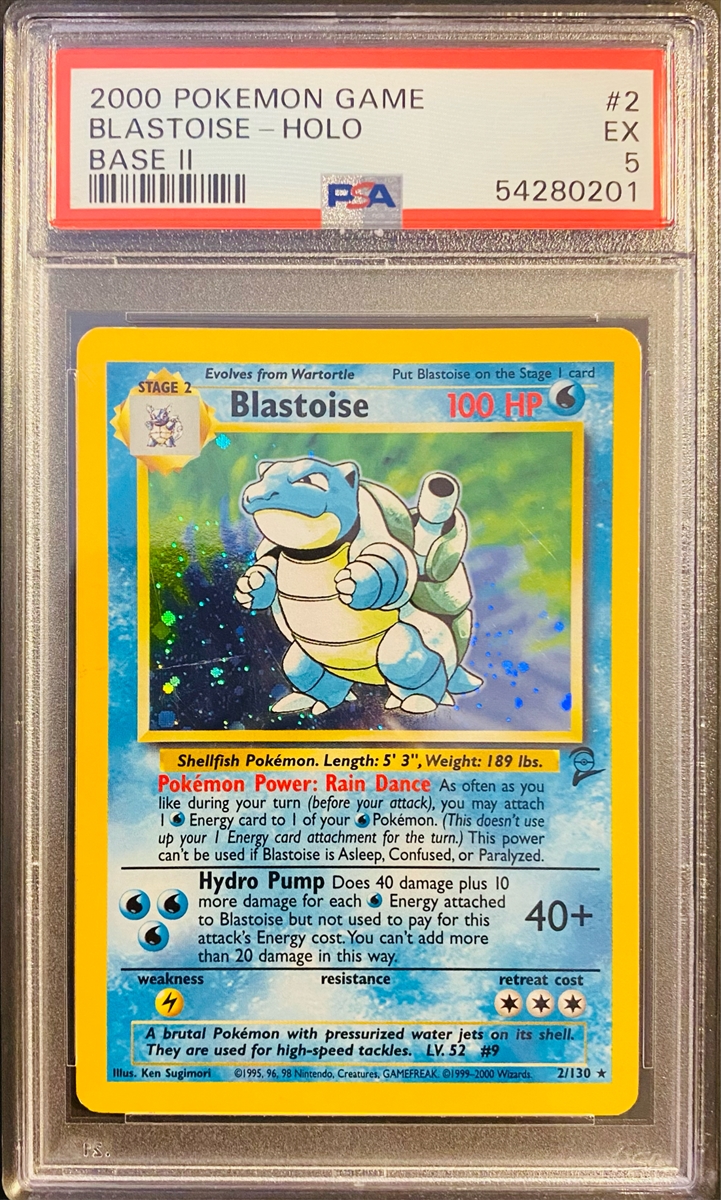 2000 POKEMON GAME #2
BLASTOISE - HOLO EX
BASE II 5
PSA 54280201
Evolves from Wartortle Put Blastoise on the Stage 1 card
STAGE 2
Blastoise 100 HP
Shellfish Pokémon. Length: 5' 3", Weight: 189 lbs.
Pokémon Power: Rain Dance As often as you
like during your turn (before your attack), you may attach
1 Energy card to 1 of your Pokémon. (This doesn't use
up your 1 Energy card attachment for the turn.) This power
can't be used if Blastoise is Asleep, Confused, or Paralyzed.
Hydro Pump Does 40 damage plus 10
more damage for each Energy attached
to Blastoise but not used to pay for this
attack's Energy cost. You can't add more
than 20 damage in this way.
40+
weakness resistance retreat cost
A brutal Pokémon with pressurized water jets on its shell.
They are used for high-speed tackles. LV. 52 #9
Illus. Ken Sugimori ©1995, 96, 98 Nintendo, Creatures, GAMEFREAK. ©1999-2000 Wizards. 2/130 ★